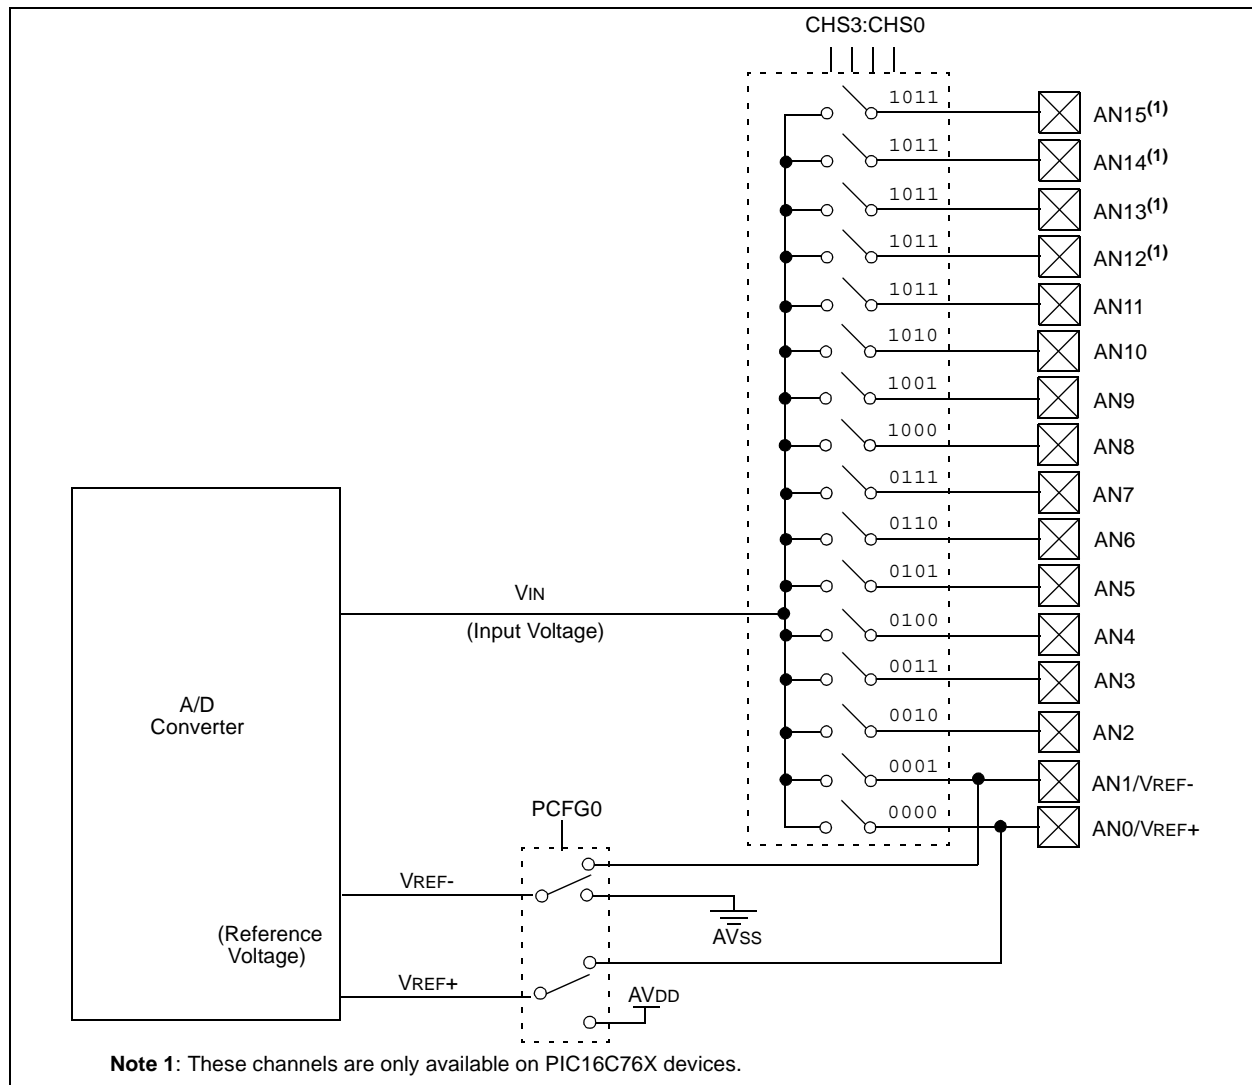 CHS3:CHS0
1011 AN15(1)
1011 AN14(1)
1011 AN13(1)
1011 AN12(1)
1011 AN11
1010 AN10
1001 AN9
1000 AN8
0111 AN7
0110 AN6
0101 AN5
VIN
(Input Voltage)
0100 AN4
0011 AN3
A/D
Converter
0010 AN2
0001 AN1/VREF-
PCFG0
0000 AN0/VREF+
VREF-
(Reference
Voltage)
AVSS
VREF+
AVDD
Note 1: These channels are only available on PIC16C76X devices.